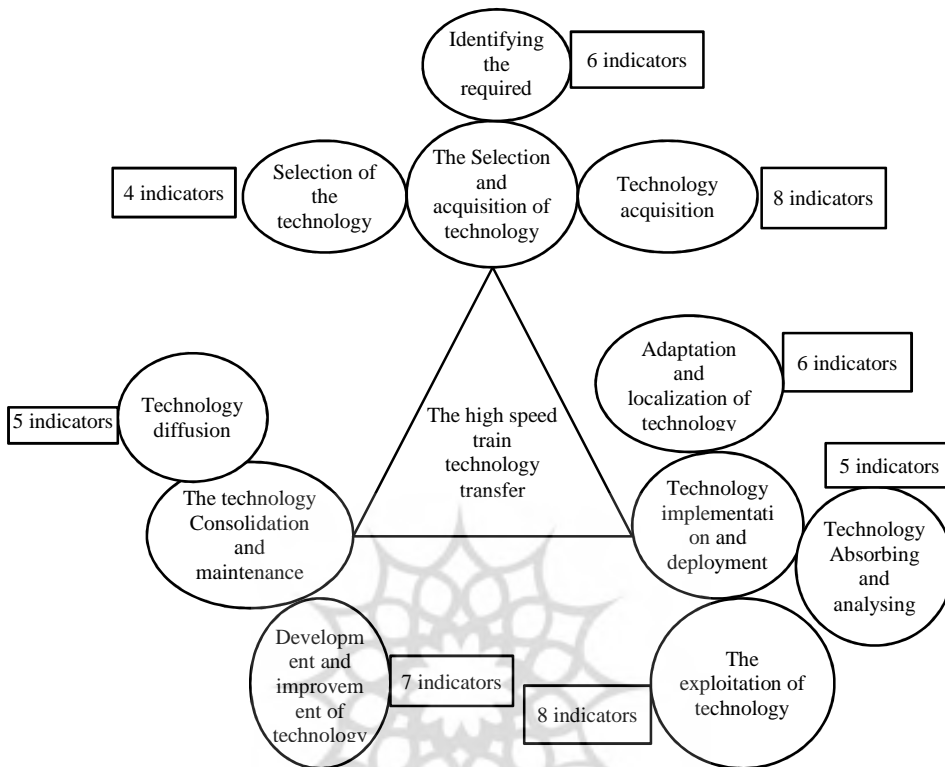 Identifying
the
required
6 indicators
4 indicators
Selection of
the
technology
The Selection
and
acquisition of
technology
Technology
acquisition
8 indicators
Adaptation
and
localization of
technology
6 indicators
5 indicators
Technology
diffusion
The high speed
train
technology
transfer
5 indicators
The technology
Consolidation
and
maintenance
Technology
implementati
on and
deployment
Technology
Absorbing
and
analysing
Developm
ent and
improvem
ent of
technology
7 indicators
8 indicators
The
exploitation of
technology